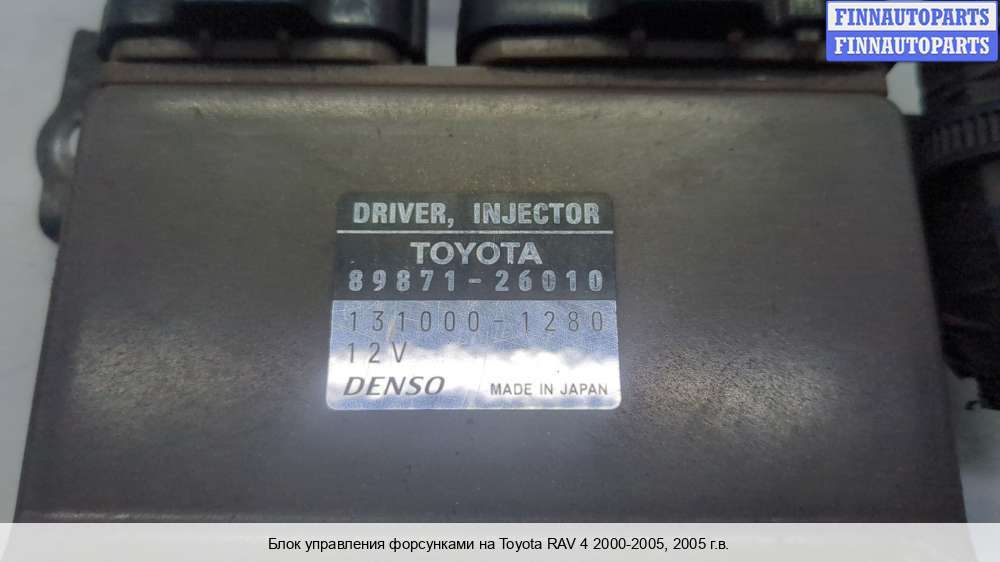 FINNAUTOPARTS
FINNAUTOPARTS
DRIVER, INJECTOR
TOYOTA
89871-26010
131000-1280
12V
DENSO MADE IN JAPAN
Блок управления форсунками на Toyota RAV 4 2000-2005, 2005 г.в.